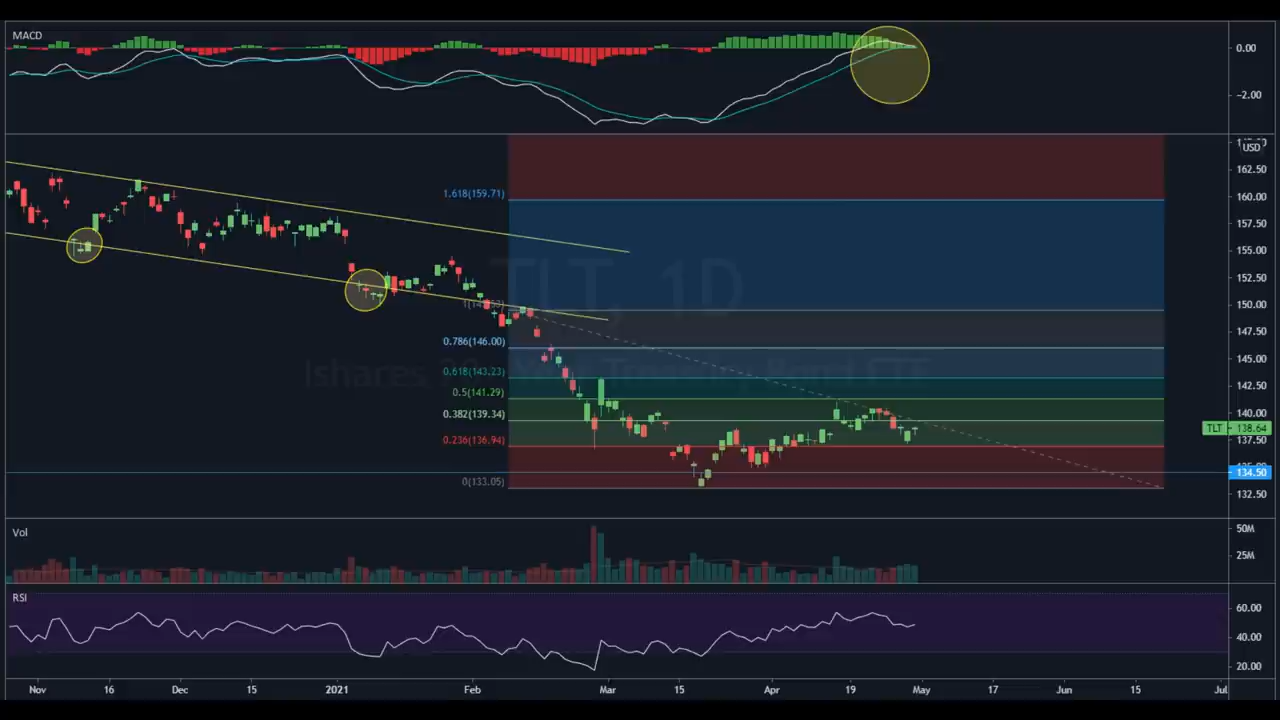 MACD
0.00
-2.00
USD
162.50
1.618(159.71)
160.00
157.50
155.00
TLT, 1D
152.50
150.00
147.50
0.786(146.00)
145.00
0.618(143.23)
142.50
0.5(141.29)
0.382(139.34)
140.00
TLT 138.64
0.236(136.94)
137.50
134.50
0(133.05)
132.50
Vol
50M
25M
RSI
60.00
40.00
20.00
Nov 16 Dec 15 2021 Feb Mar 15 Apr 19 May 17 Jun 15 Jul